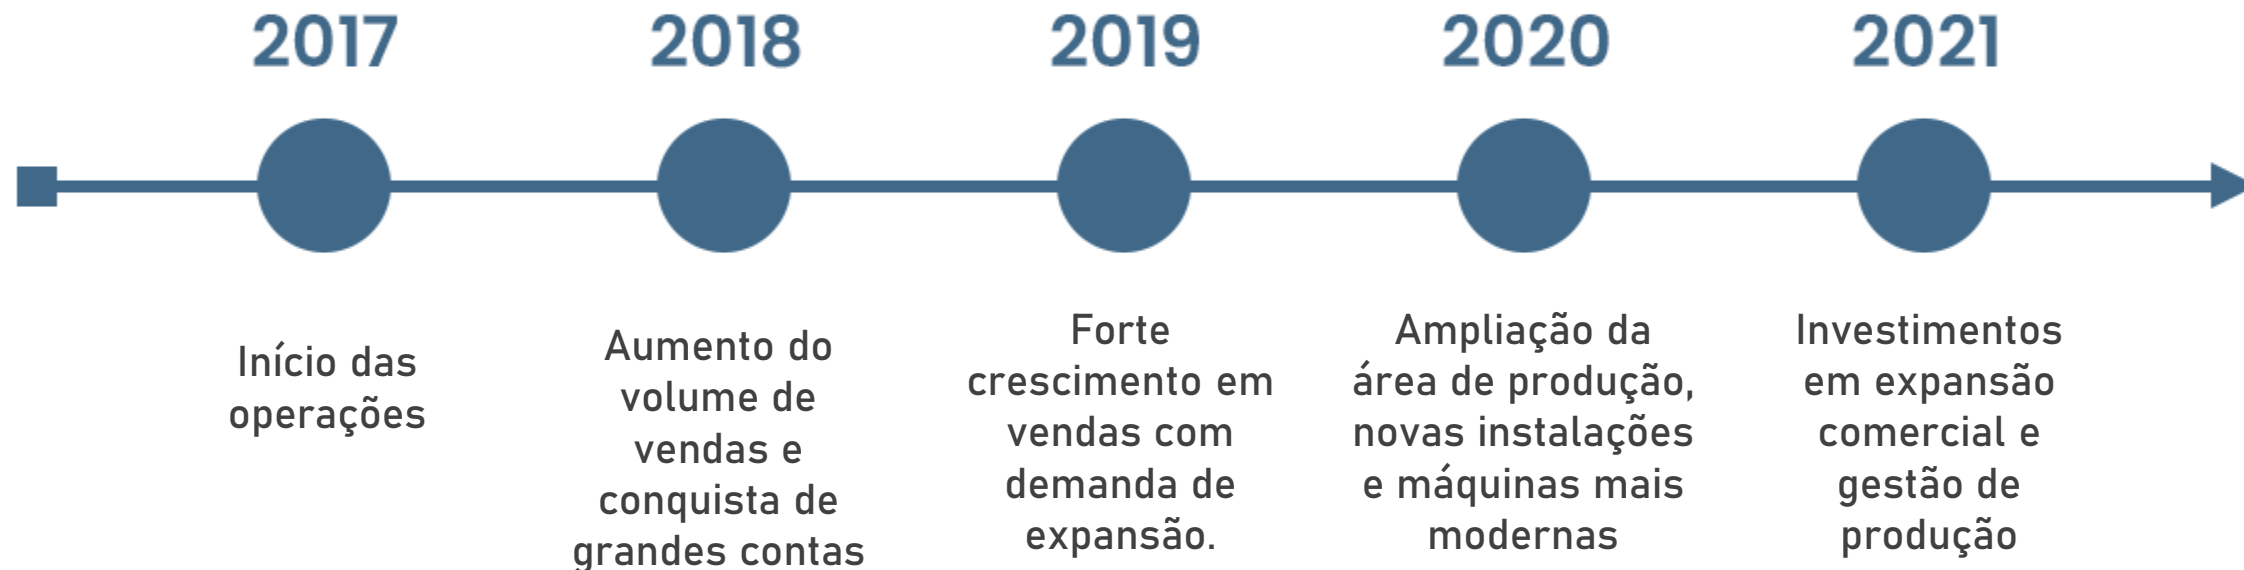 2017
Início das
operações
2018
Aumento do
volume de
vendas e
conquista de
grandes contas
2019
Forte
crescimento em
vendas com
demanda de
expansão.
2020
Ampliação da
área de produção,
novas instalações
e máquinas mais
modernas
2021
Investimentos
em expansão
comercial e
gestão de
produção